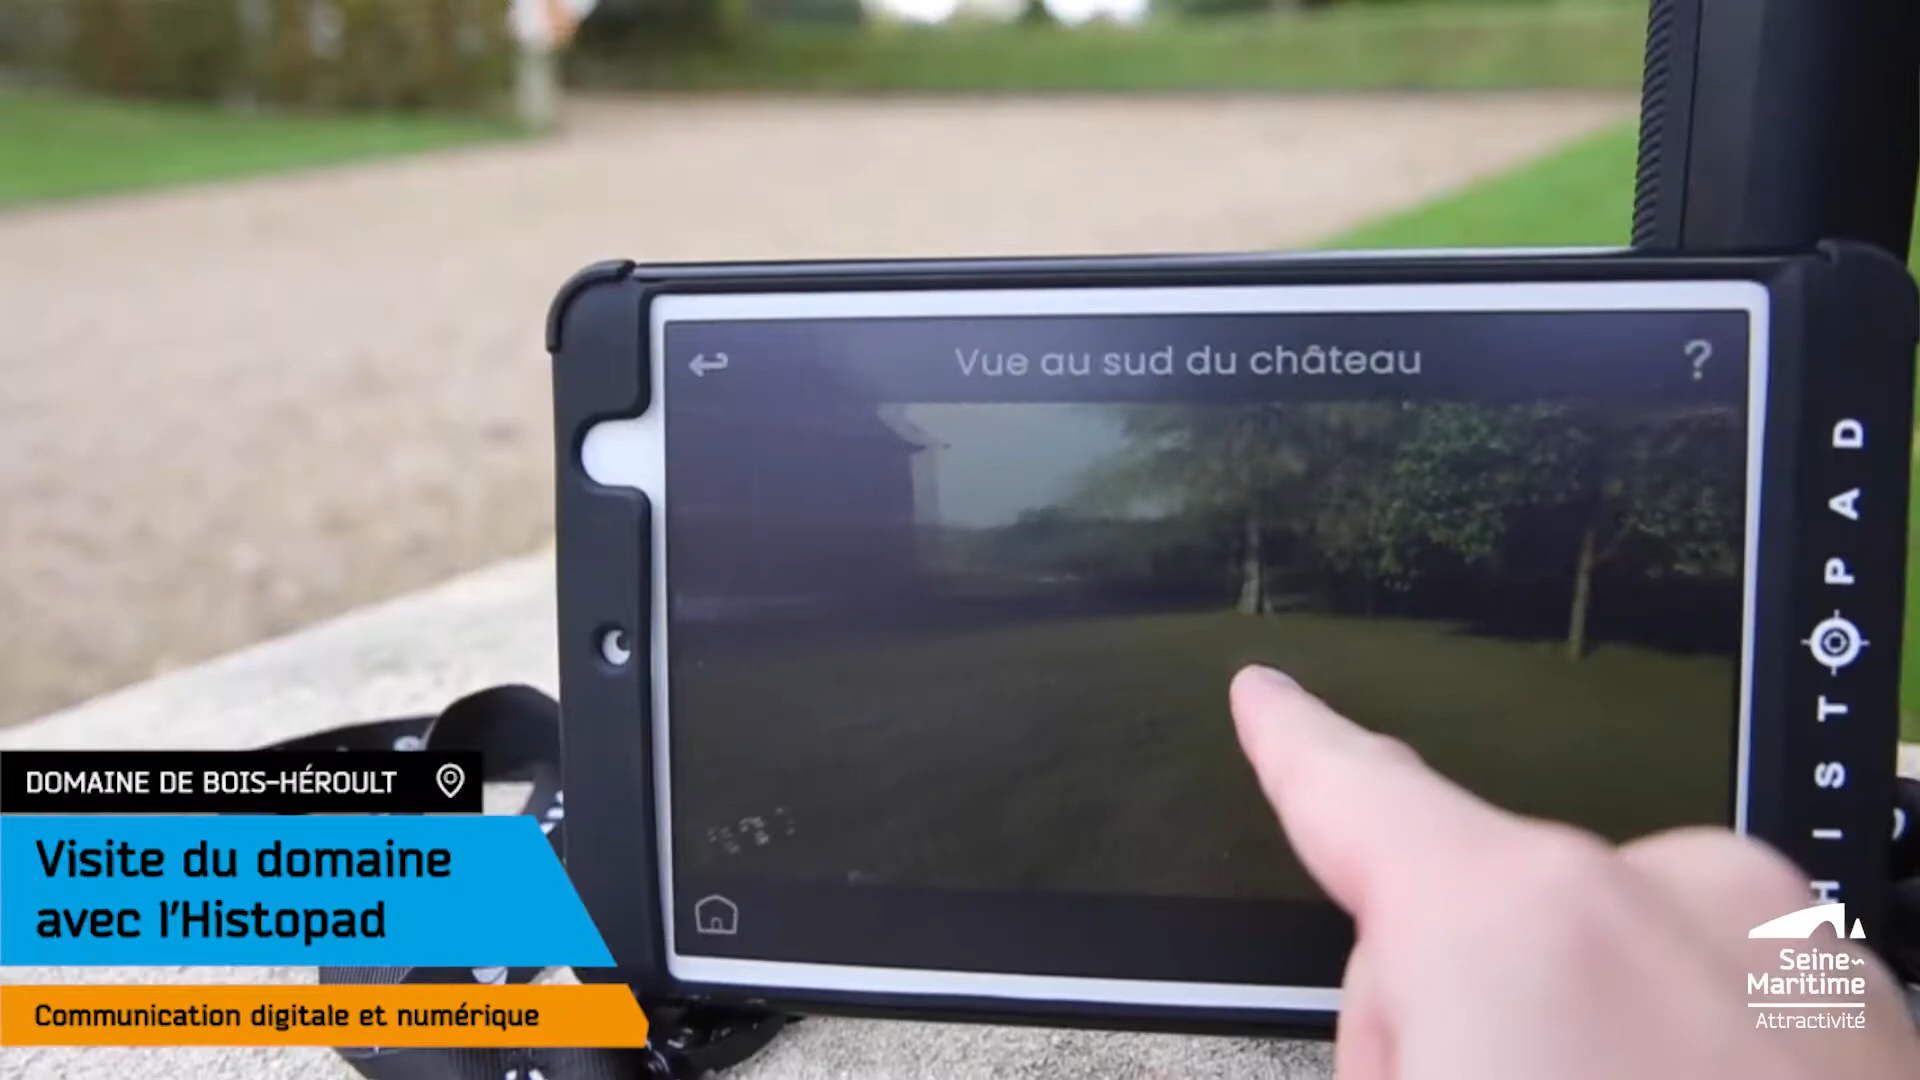 Vue au sud du château
?
HISTOPAD
DOMAINE DE BOIS-HÉROULT
Visite du domaine
avec l'Histopad
Communication digitale et numérique
Seine~
Maritime
Attractivité